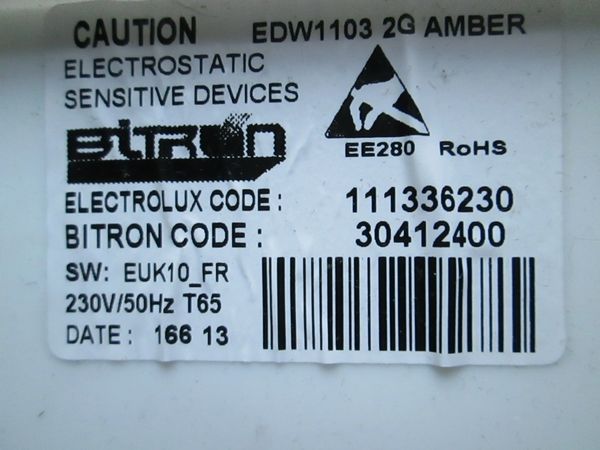 CAUTION EDW1103 2G AMBER
ELECTROSTATIC
SENSITIVE DEVICES
BITRON
EE280 RoHS
ELECTROLUX CODE : 111336230
BITRON CODE : 30412400
SW: EUK10_FR
230V/50Hz T65
DATE : 166 13